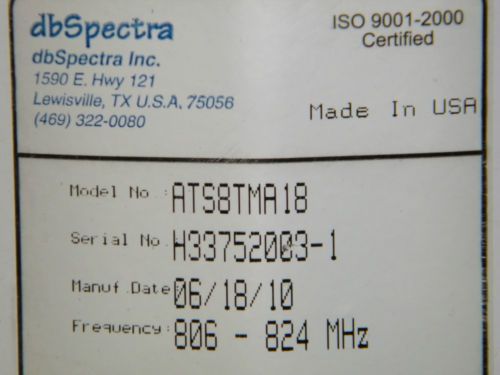 dbSpectra
dbSpectra Inc.
1590 E. Hwy 121
Lewisville, TX U.S.A. 75056
(469) 322-0080
ISO 9001-2000
Certified
Made In USA
Model No.: ATS8TMA18
Serial No. H33752003-1
Manuf.Date: 06/18/10
Frequency: 806 - 824 MHz